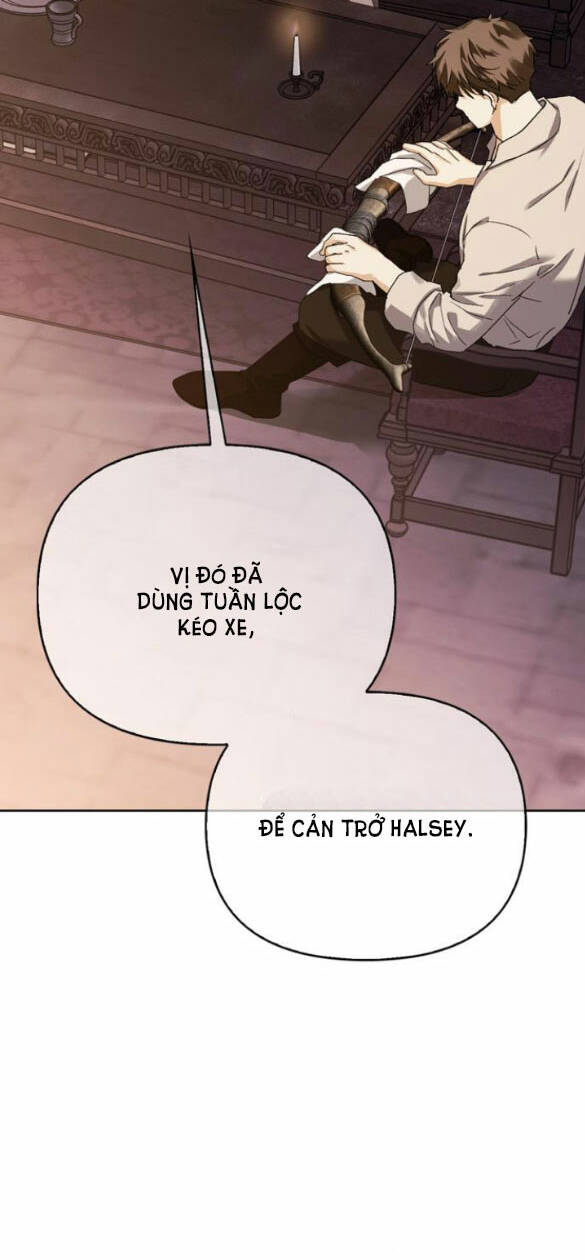 VỊ ĐÓ ĐÃ
DÙNG TUẦN LỘC
KÉO XE,
ĐỂ CẢN TRỞ HALSEY.